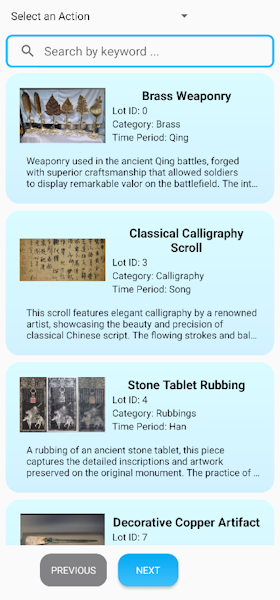 Select an Action
Search by keyword ...
Brass Weaponry
Lot ID: 0
Category: Brass
Time Period: Qing
Weaponry used in the ancient Qing battles, forged
with superior craftsmanship that allowed soldiers
to display remarkable valor on the battlefield. The int...
Classical Calligraphy
Scroll
Lot ID: 3
Category: Calligraphy
Time Period: Song
This scroll features elegant calligraphy by a renowned
artist, showcasing the beauty and precision of
classical Chinese script. The flowing strokes and bal...
Stone Tablet Rubbing
Lot ID: 4
Category: Rubbings
Time Period: Han
A rubbing of an ancient stone tablet, this piece
captures the detailed inscriptions and artwork
preserved on the original monument. The practice of ...
Decorative Copper Artifact
Lot ID: 7
PREVIOUS
NEXT